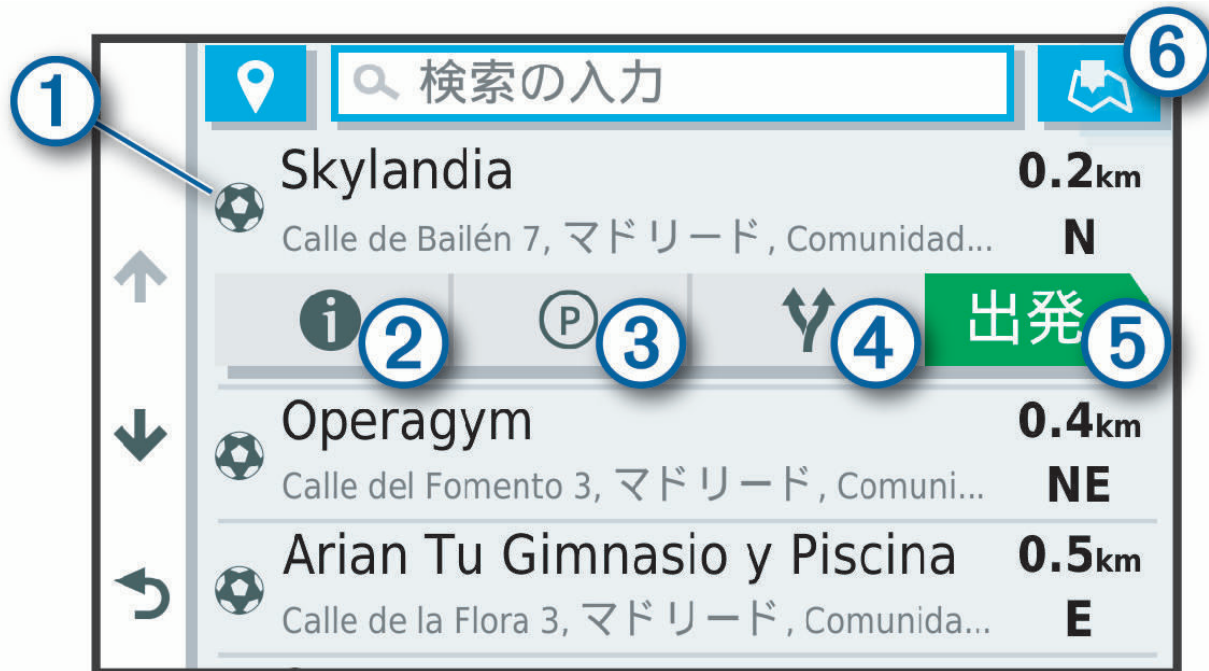 検索の入力
⑥
①
Skylandia
0.2km
Calle de Bailén 7, マドリード, Comunidad...
N
i
②
P
③
④
出発
⑤
Operagym
0.4km
Calle del Fomento 3, マドリード, Comuni...
NE
Arian Tu Gimnasio y Piscina
0.5km
Calle de la Flora 3, マドリード, Comunida...
E